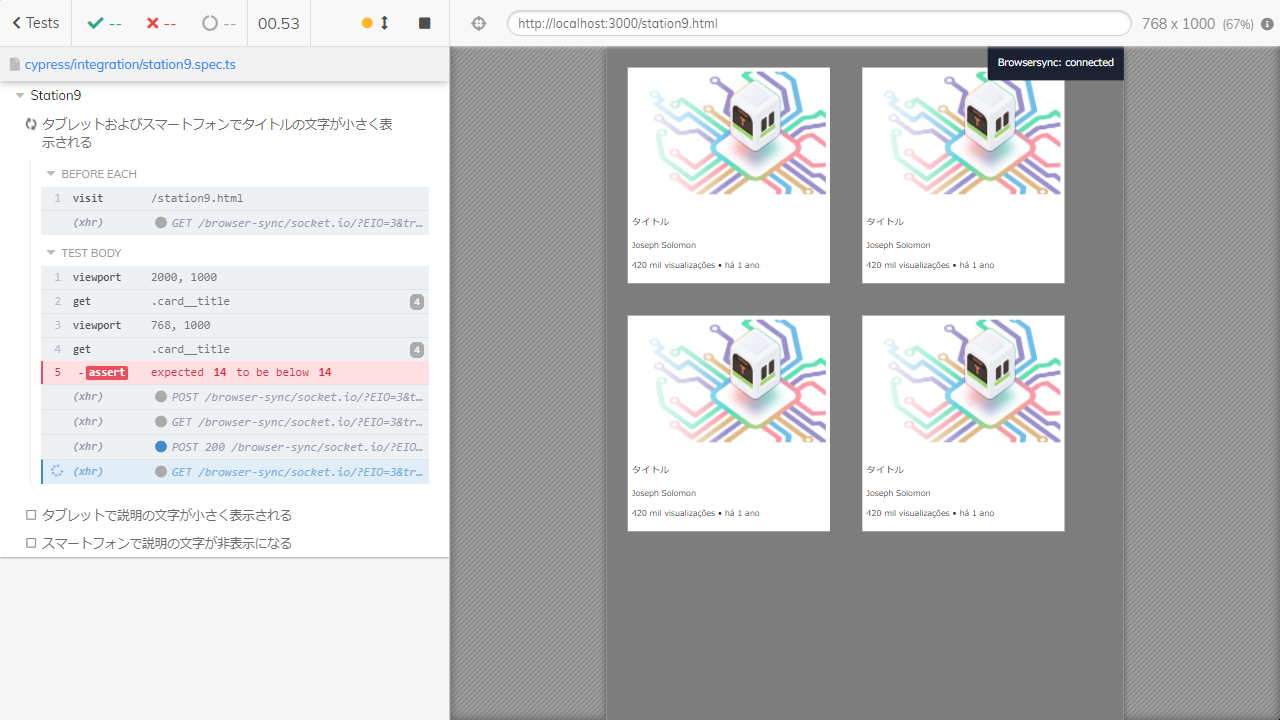 Tests
--
--
--
00.53
http://localhost:3000/station9.html
768 x 1000 (67%)
cypress/integration/station9.spec.ts
Browsersync: connected
Station9
タブレットおよびスマートフォンでタイトルの文字が小さく表
示される
BEFORE EACH
1 visit /station9.html
(xhr) GET /browser-sync/socket.io/?EIO=3&tr…
TEST BODY
1 viewport 2000, 1000
2 get .card__title 4
3 viewport 768, 1000
4 get .card__title 4
5 -assert expected 14 to be below 14
(xhr) POST /browser-sync/socket.io/?EIO=3&t…
(xhr) GET /browser-sync/socket.io/?EIO=3&tr…
(xhr) POST 200 /browser-sync/socket.io/?EIO…
(xhr) GET /browser-sync/socket.io/?EIO=3&tr…
タブレットで説明の文字が小さく表示される
スマートフォンで説明の文字が非表示になる
タイトル
Joseph Solomon
420 mil visualizações • há 1 ano
タイトル
Joseph Solomon
420 mil visualizações • há 1 ano
タイトル
Joseph Solomon
420 mil visualizações • há 1 ano
タイトル
Joseph Solomon
420 mil visualizações • há 1 ano